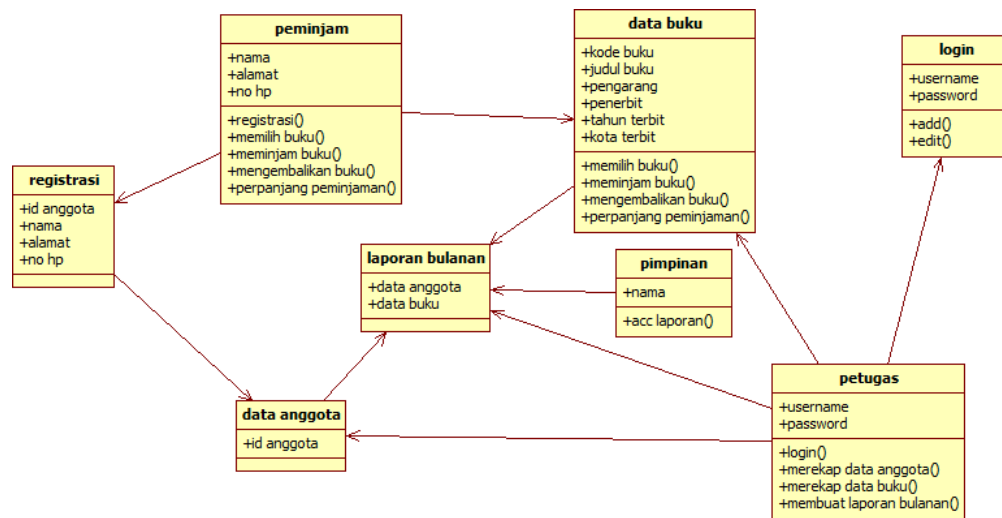 peminjam
+nama
+alamat
+no hp
+registrasi()
+memilih buku()
+meminjam buku()
+mengembalikan buku()
+perpanjang peminjaman()
data buku
+kode buku
+judul buku
+pengarang
+penerbit
+tahun terbit
+kota terbit
+memilih buku()
+meminjam buku()
+mengembalikan buku()
+perpanjang peminjaman()
login
+username
+password
+add()
+edit()
registrasi
+id anggota
+nama
+alamat
+no hp
laporan bulanan
+data anggota
+data buku
pimpinan
+nama
+acc laporan()
data anggota
+id anggota
petugas
+username
+password
+login()
+merekap data anggota()
+merekap data buku()
+membuat laporan bulanan()